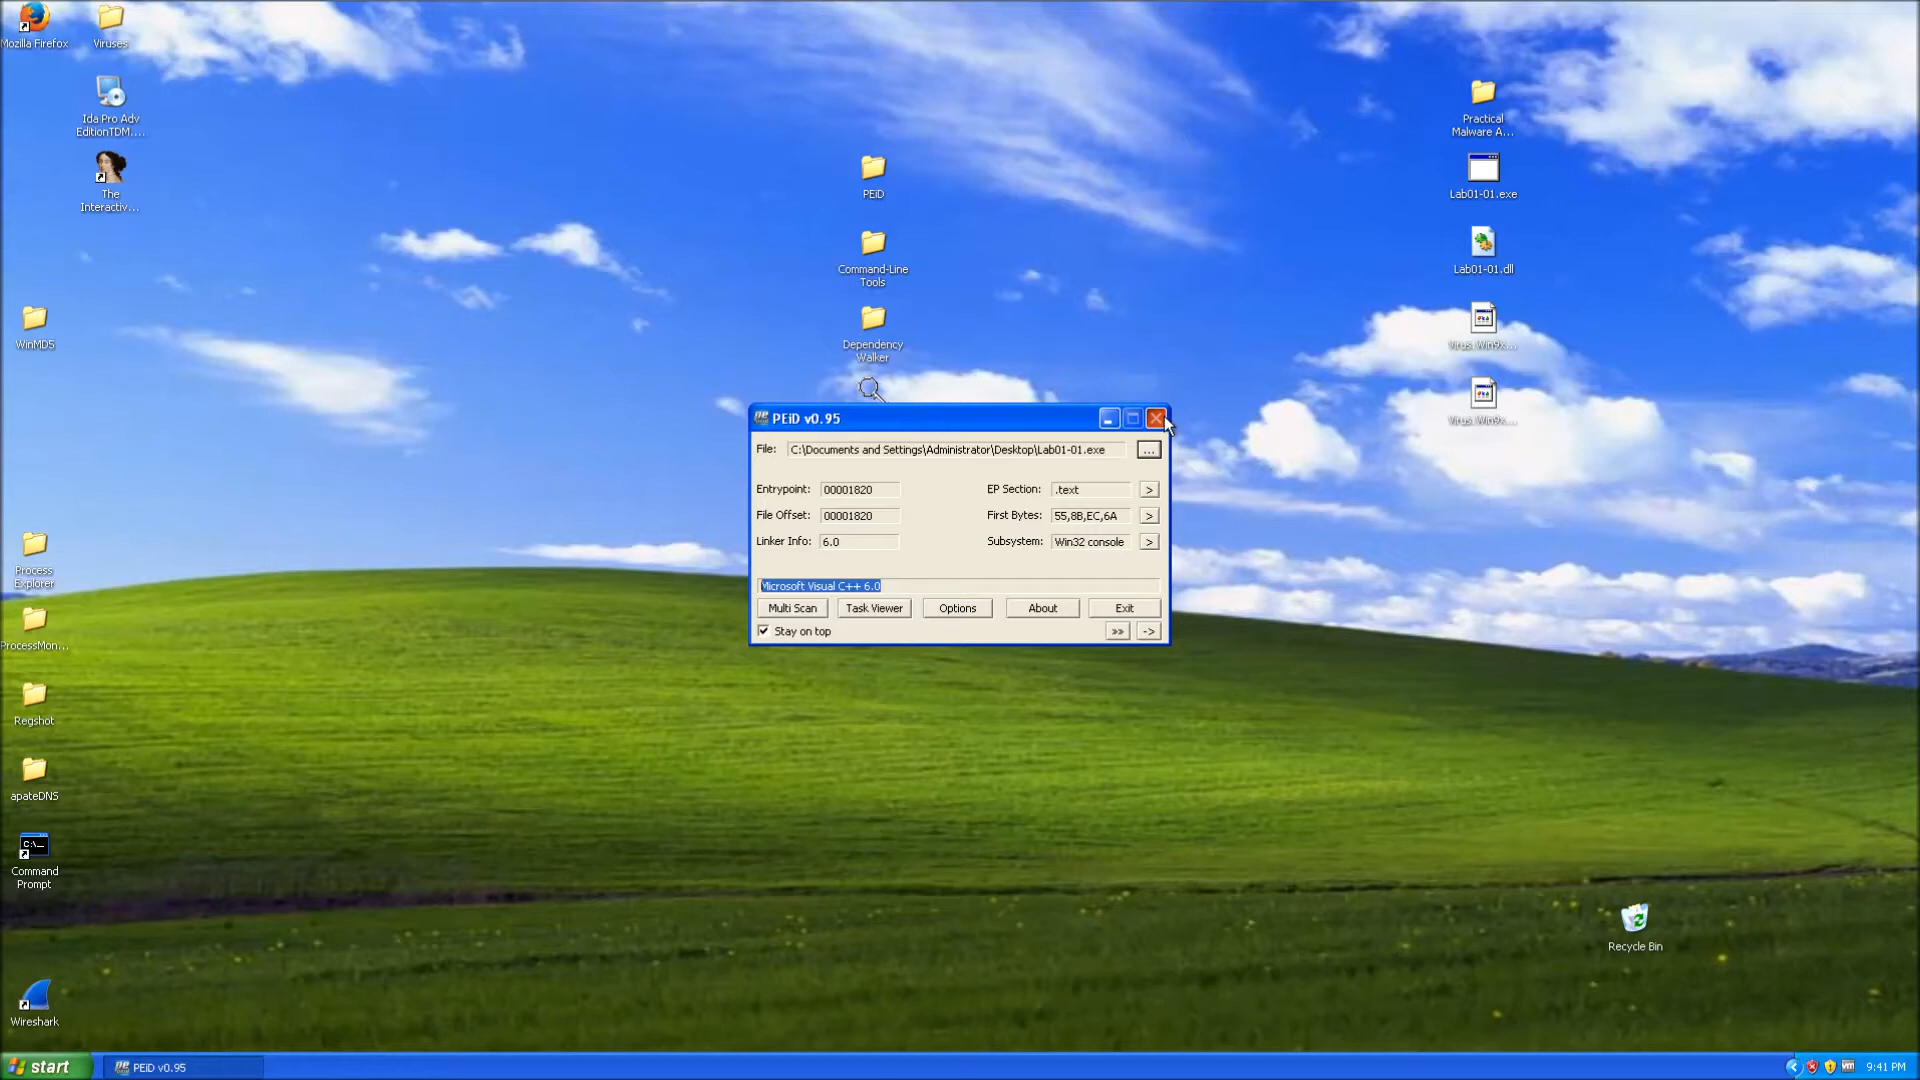 Mozilla Firefox
Viruses
Ida Pro Adv
EditionTDM....
The
Interactiv...
WinMD5
Process
Explorer
ProcessMon...
Regshot
apateDNS
C:\_
Command
Prompt
Wireshark
PEiD
Command-Line
Tools
Dependency
Walker
Practical
Malware A...
Lab01-01.exe
Lab01-01.dll
Virus.Win9x...
Virus.Win9x...
Recycle Bin
PEiD v0.95
File: C:\Documents and Settings\Administrator\Desktop\Lab01-01.exe ...
Entrypoint: 00001820 EP Section: .text >
File Offset: 00001820 First Bytes: 55,8B,EC,6A >
Linker Info: 6.0 Subsystem: Win32 console >
Microsoft Visual C++ 6.0
Multi Scan Task Viewer Options About Exit
Stay on top >> ->
start PEiD v0.95 9:41 PM